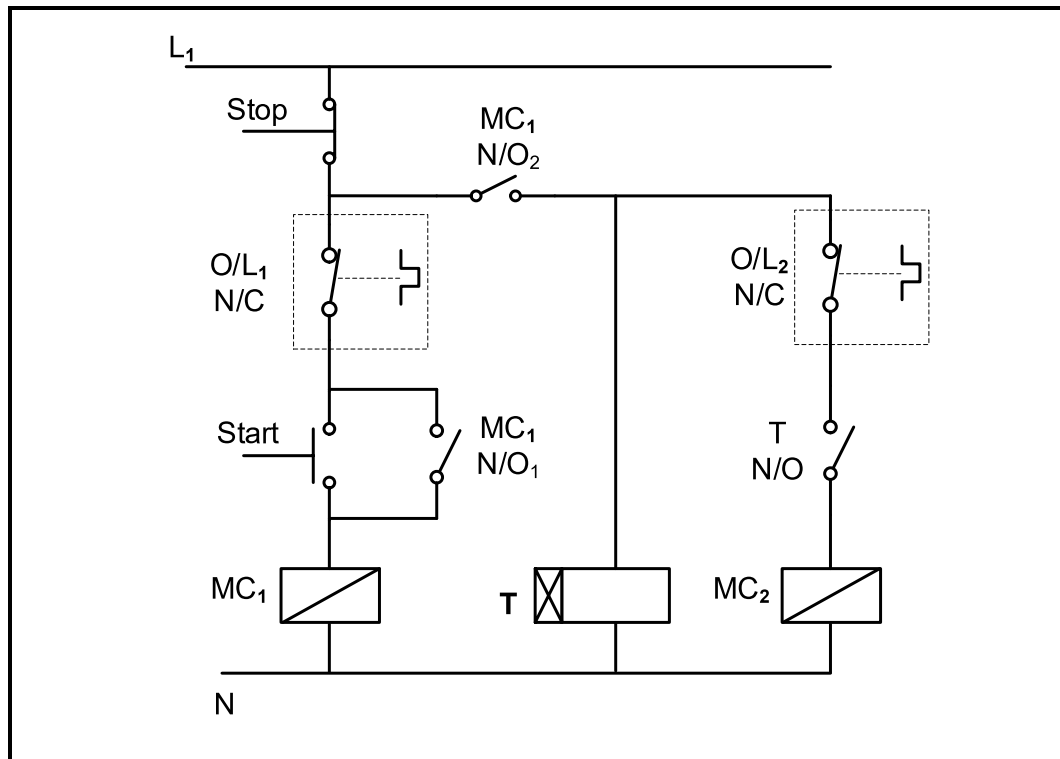 L₁
Stop
MC₁
N/O₂
O/L₁
N/C
O/L₂
N/C
Start
MC₁
N/O₁
T
N/O
MC₁
T
MC₂
N